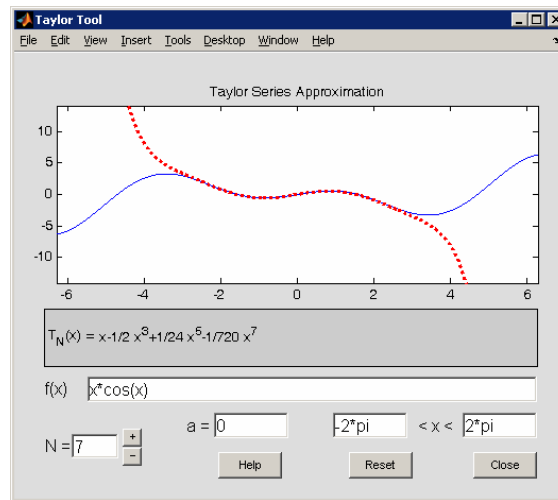 Taylor Tool
File Edit View Insert Tools Desktop Window Help
Taylor Series Approximation
10
5
0
-5
-10
-6 -4 -2 0 2 4 6
T_N(x) = x-1/2 x^3+1/24 x^5-1/720 x^7
f(x) x*cos(x)
N = 7 + - a = 0 -2*pi < x < 2*pi
Help Reset Close